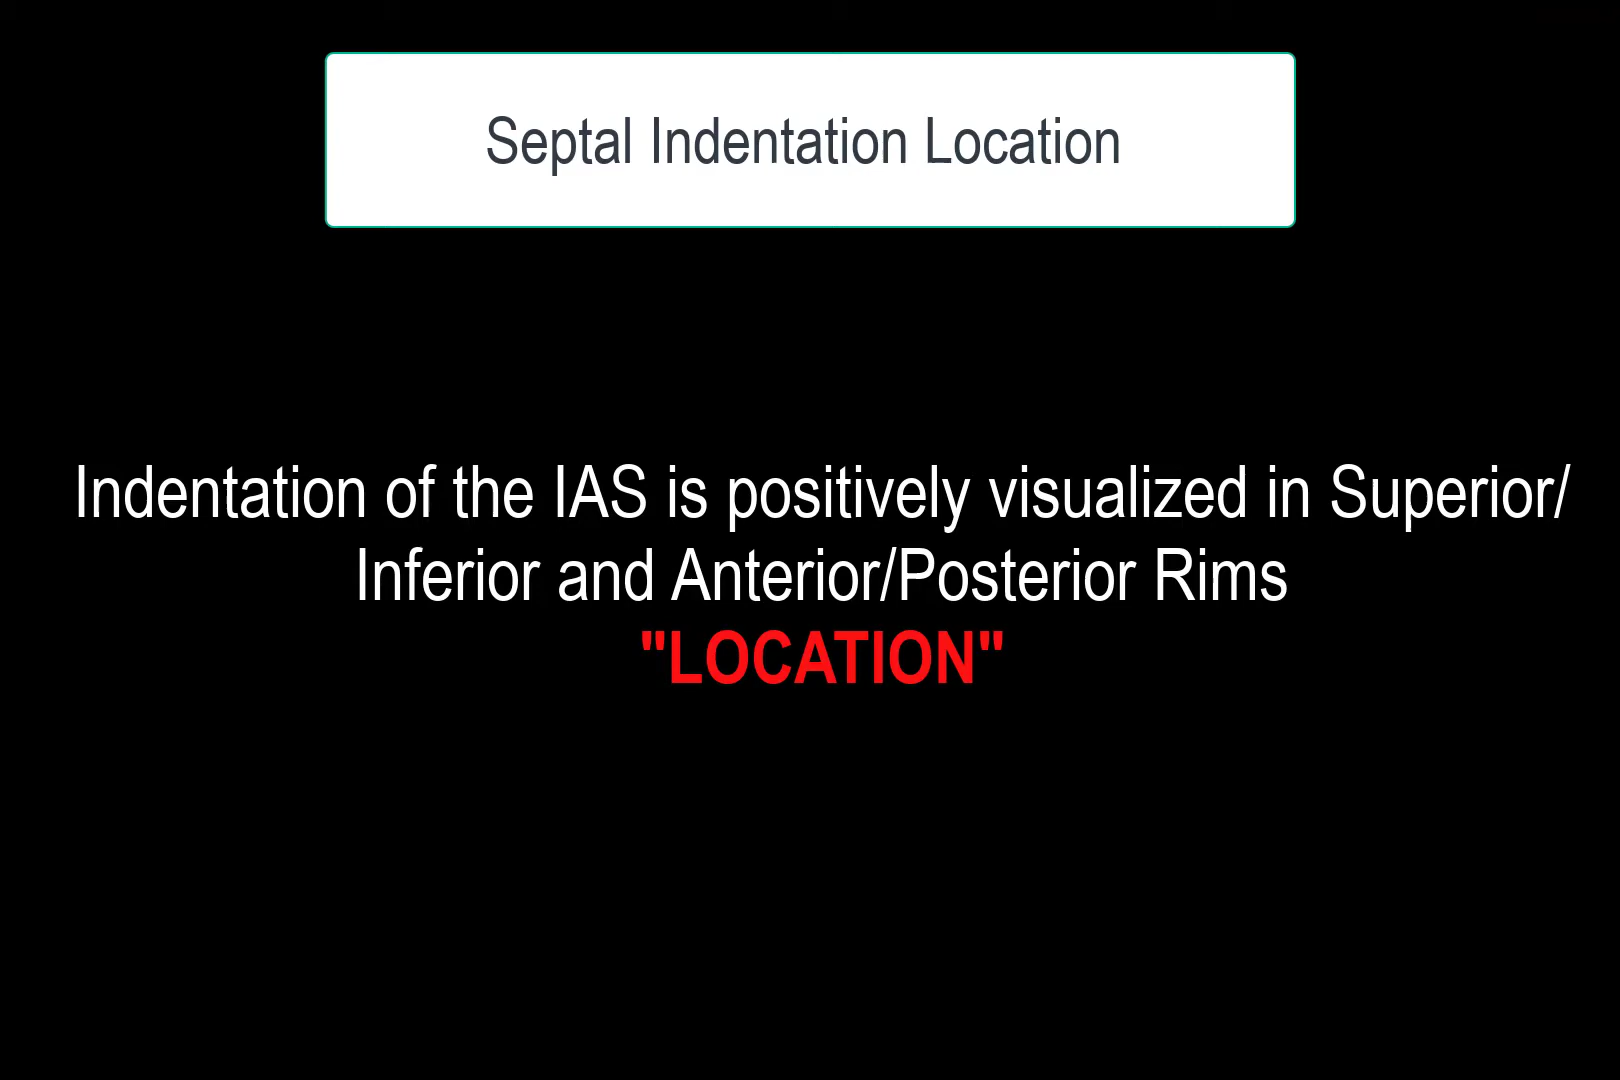 Septal Indentation Location
Indentation of the IAS is positively visualized in Superior/
Inferior and Anterior/Posterior Rims
"LOCATION"